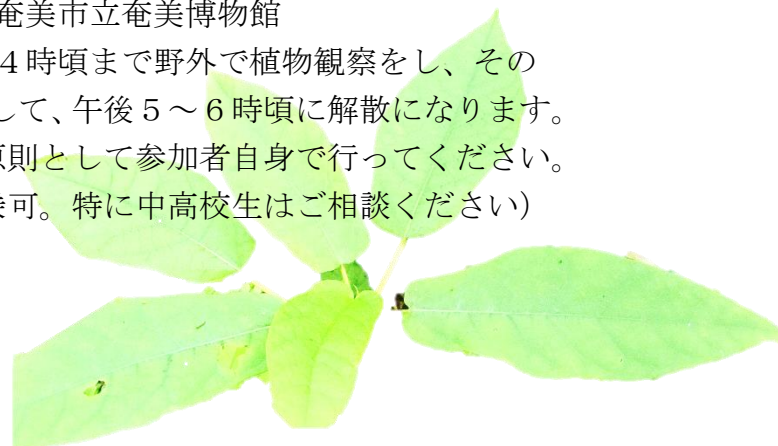 奄美市立奄美博物館
４時頃まで野外で植物観察をし、その
して、午後５～６時頃に解散になります。
原則として参加者自身で行ってください。
可。特に中高校生はご相談ください）